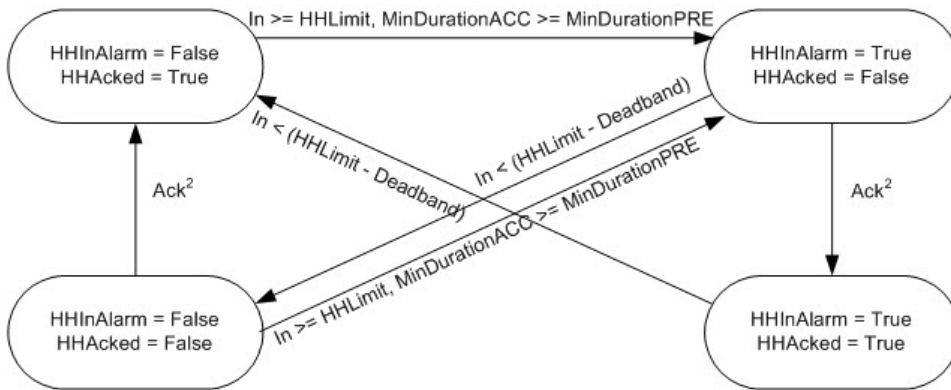 In >= HHLimit, MinDurationACC >= MinDurationPRE
HHInAlarm = False
HHAcked = True
HHInAlarm = True
HHAcked = False
In < (HHLimit - Deadband)
In < (HHLimit - Deadband)
In >= HHLimit, MinDurationACC >= MinDurationPRE
Ack²
Ack²
HHInAlarm = False
HHAcked = False
HHInAlarm = True
HHAcked = True